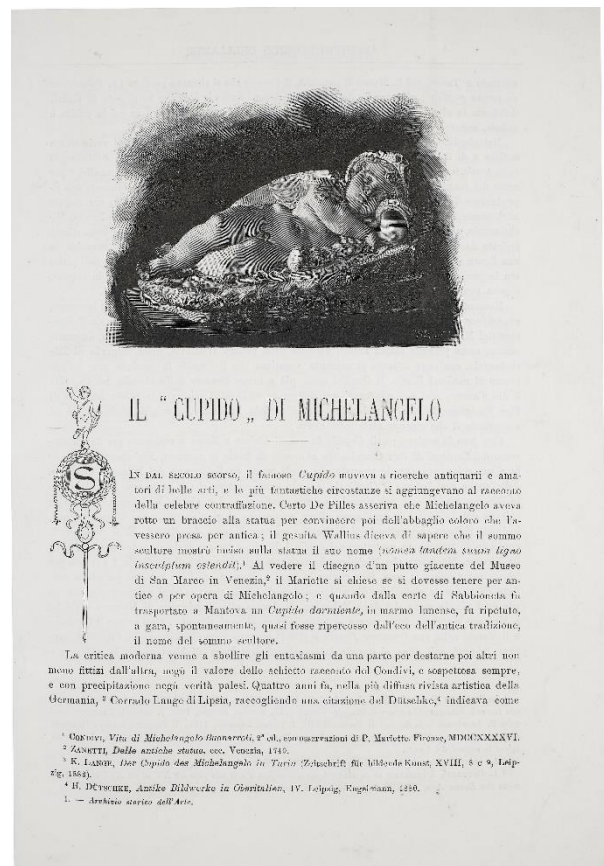 IL “ CUPIDO „ DI MICHELANGELO
S
IN DAL SECOLO SCORSO, il famoso Cupido moveva a ricerche antiquarii e ama-
tori di belle arti, e le più fantastiche circostanze si aggiungevano al racconto
della celebre contraffazione. Certo De Pilles asseriva che Michelangelo aveva
rotto un braccio alla statua per convincere poi dell'abbaglio coloro che l'a-
vessero presa per antica; il gesuita Wallius diceva di sapere che il sommo
scultore mostrò inciso sulla statua il suo nome (nomen tandem suum ligno
insculptum ostendit).¹ Al vedere il disegno d'un putto giacente del Museo
di San Marco in Venezia,² il Mariette si chiese se si dovesse tenere per an-
tico o per opera di Michelangelo; e quando dalla corte di Sabbioneta fu
trasportato a Mantova un Cupido dormiente, in marmo lunense, fu ripetuto,
a gara, spontaneamente, quasi fosse ripercosso dall'eco dell'antica tradizione,
il nome del sommo scultore.
La critica moderna venne a sbollire gli entusiasmi da una parte per destarne poi altri non
meno fittizi dall'altra, negò il valore dello schietto racconto del Condivi, e sospettosa sempre,
e con precipitazione negò verità palesi. Quattro anni fa, nella più diffusa rivista artistica della
Germania, ³ Corrado Lange di Lipsia, raccogliendo una citazione del Dütschke,⁴ indicava come
¹ CONDIVI, Vita di Michelangelo Buonarroti, 2ª ed., con osservazioni di P. Mariette. Firenze, MDCCXXXXVI.
² ZANETTI, Delle antiche statue, ecc. Venezia, 1740.
³ K. LANGE, Der Cupido des Michelangelo in Turin (Zeitschrift für bildende Kunst, XVIII, 8 e 9, Leip-
zig, 1883).
⁴ H. DÜTSCHKE, Antike Bildwerke in Oberitalien, IV. Leipzig, Engelmann, 1880.
1. — Archivio storico dell'Arte.